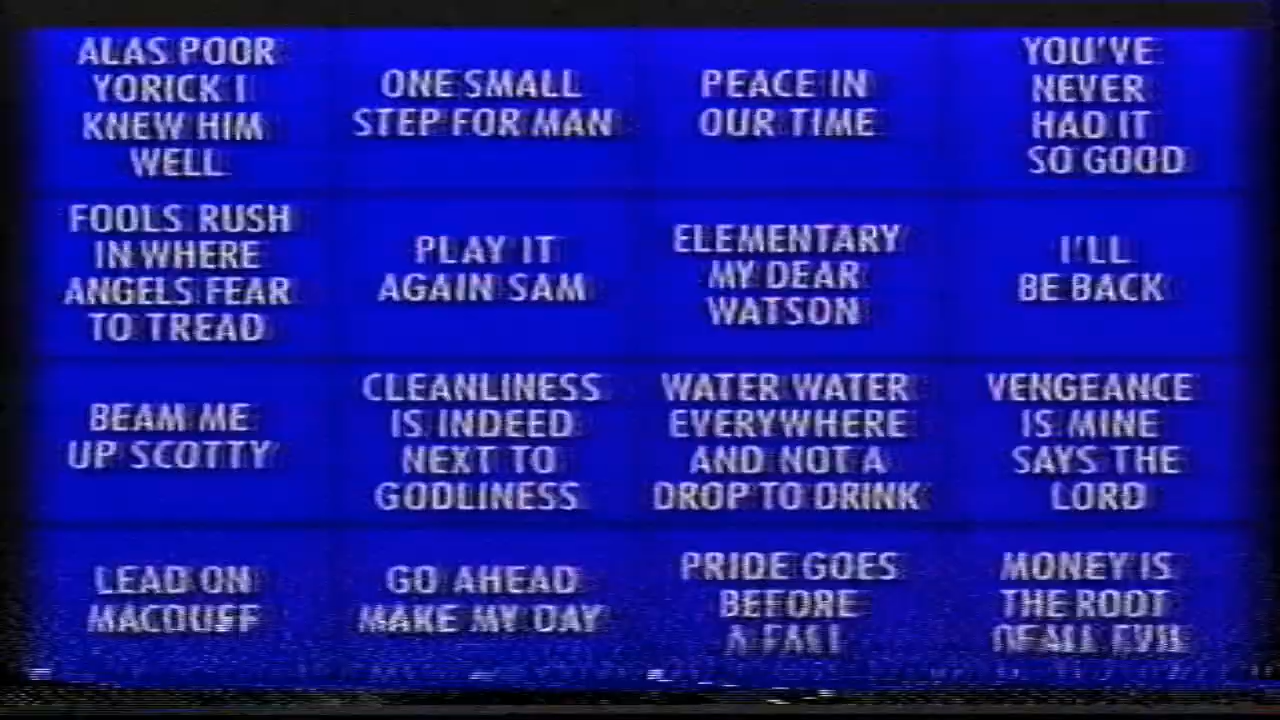 ALAS POOR
YORICK I
KNEW HIM
WELL
ONE SMALL
STEP FOR MAN
PEACE IN
OUR TIME
YOU'VE
NEVER
HAD IT
SO GOOD
FOOLS RUSH
IN WHERE
ANGELS FEAR
TO TREAD
PLAY IT
AGAIN SAM
ELEMENTARY
MY DEAR
WATSON
I'LL
BE BACK
BEAM ME
UP SCOTTY
CLEANLINESS
IS INDEED
NEXT TO
GODLINESS
WATER WATER
EVERYWHERE
AND NOT A
DROP TO DRINK
VENGEANCE
IS MINE
SAYS THE
LORD
LEAD ON
MACDUFF
GO AHEAD
MAKE MY DAY
PRIDE GOES
BEFORE
A FALL
MONEY IS
THE ROOT
OF ALL EVIL